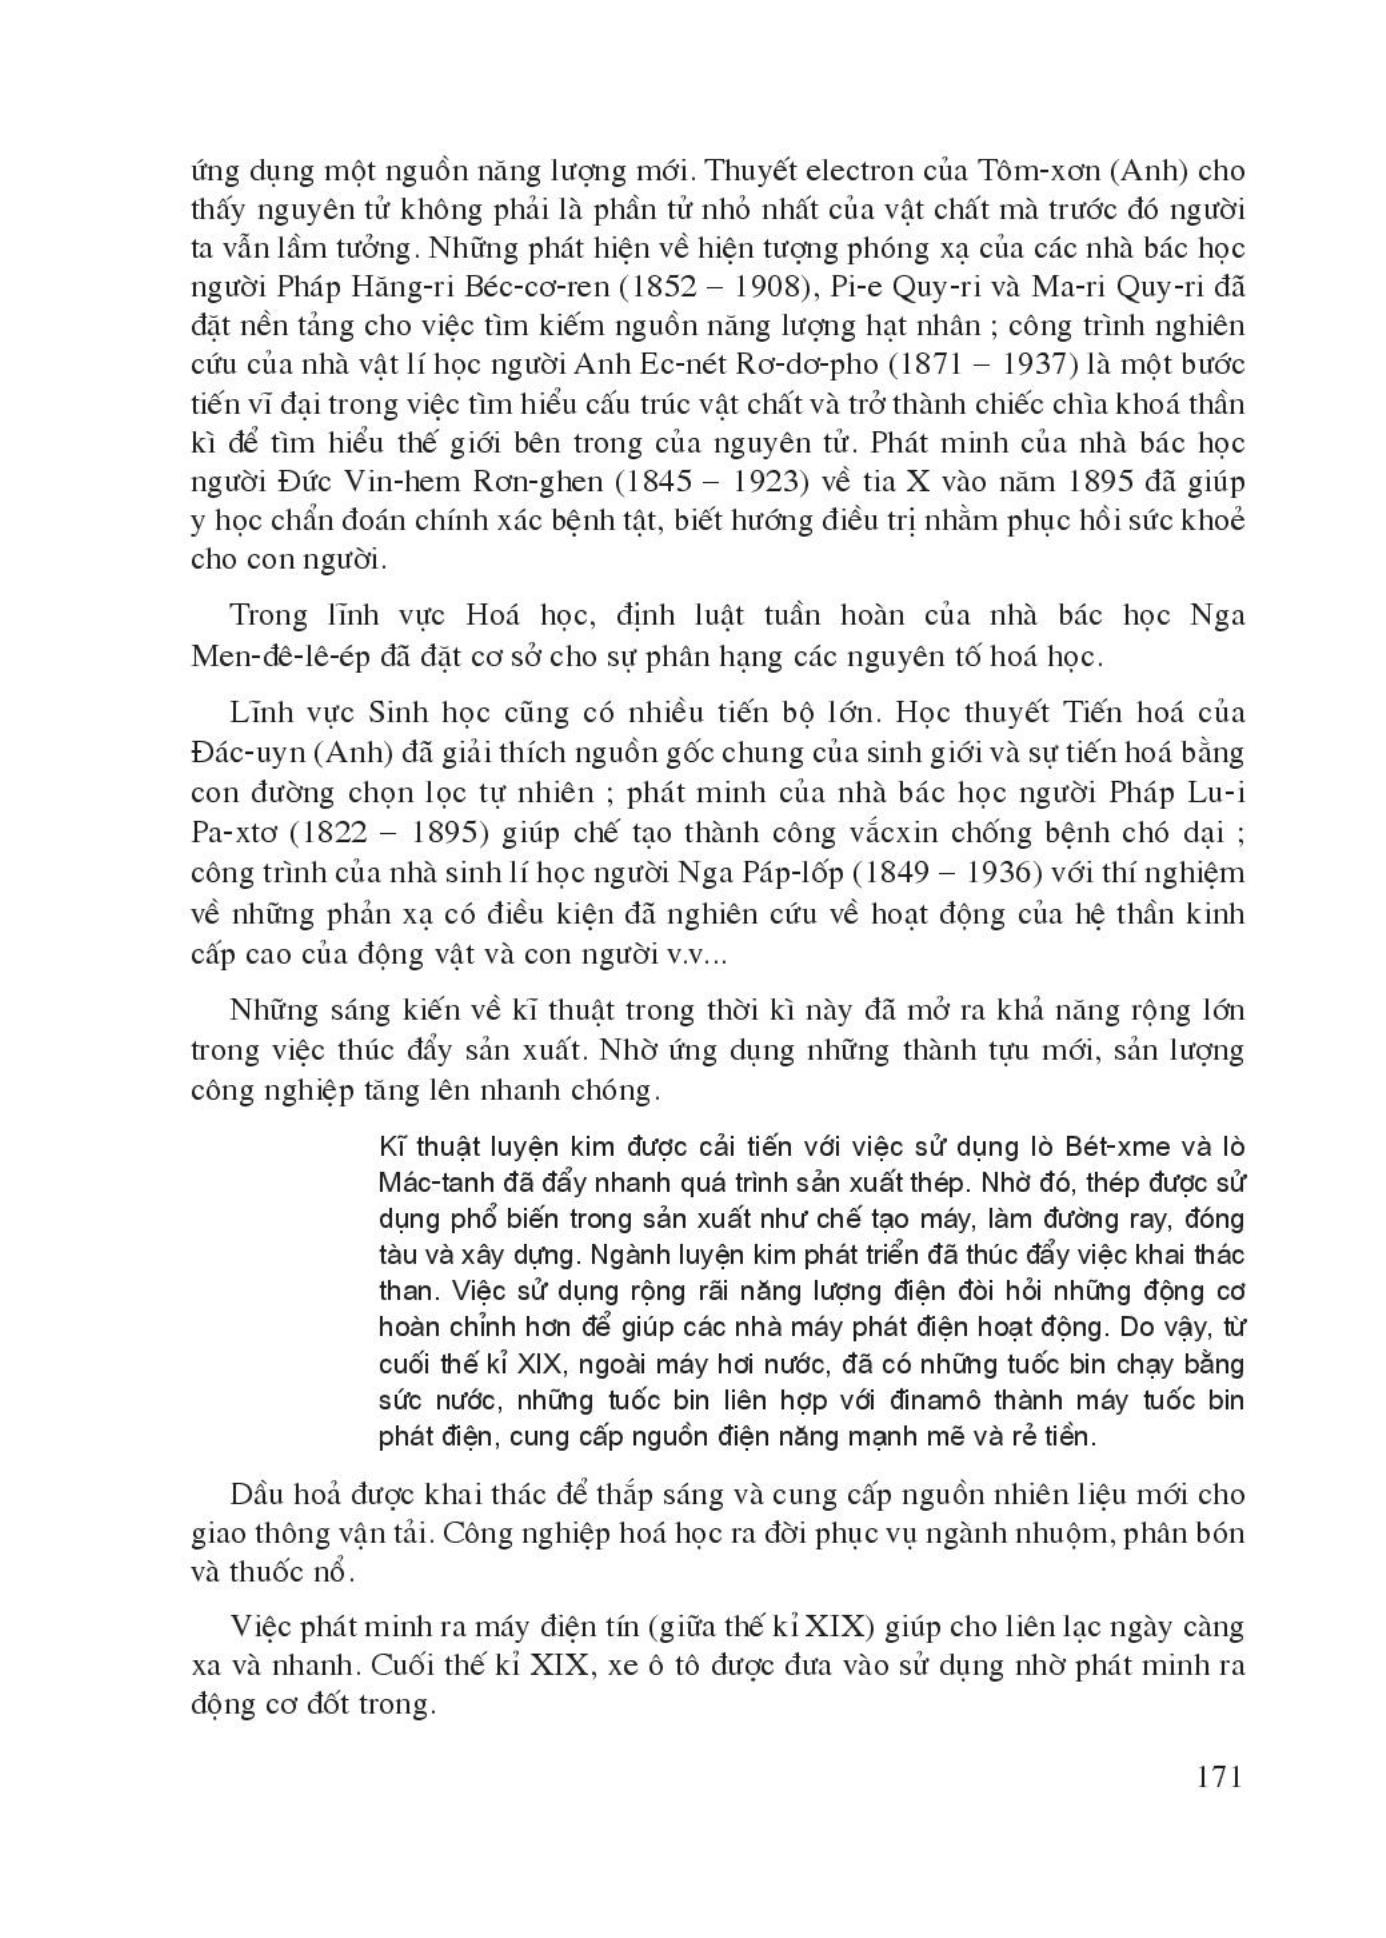 ứng dụng một nguồn năng lượng mới. Thuyết electron của Tôm-xơn (Anh) cho
thấy nguyên tử không phải là phần tử nhỏ nhất của vật chất mà trước đó người
ta vẫn lầm tưởng. Những phát hiện về hiện tượng phóng xạ của các nhà bác học
người Pháp Hăng-ri Béc-cơ-ren (1852 – 1908), Pi-e Quy-ri và Ma-ri Quy-ri đã
đặt nền tảng cho việc tìm kiếm nguồn năng lượng hạt nhân ; công trình nghiên
cứu của nhà vật lí học người Anh Ec-nét Rơ-dơ-pho (1871 – 1937) là một bước
tiến vĩ đại trong việc tìm hiểu cấu trúc vật chất và trở thành chiếc chìa khoá thần
kì để tìm hiểu thế giới bên trong của nguyên tử. Phát minh của nhà bác học
người Đức Vin-hem Rơn-ghen (1845 – 1923) về tia X vào năm 1895 đã giúp
y học chẩn đoán chính xác bệnh tật, biết hướng điều trị nhằm phục hồi sức khoẻ
cho con người.
Trong lĩnh vực Hoá học, định luật tuần hoàn của nhà bác học Nga
Men-đê-lê-ép đã đặt cơ sở cho sự phân hạng các nguyên tố hoá học.
Lĩnh vực Sinh học cũng có nhiều tiến bộ lớn. Học thuyết Tiến hoá của
Đác-uyn (Anh) đã giải thích nguồn gốc chung của sinh giới và sự tiến hoá bằng
con đường chọn lọc tự nhiên ; phát minh của nhà bác học người Pháp Lu-i
Pa-xtơ (1822 – 1895) giúp chế tạo thành công vắcxin chống bệnh chó dại ;
công trình của nhà sinh lí học người Nga Páp-lốp (1849 – 1936) với thí nghiệm
về những phản xạ có điều kiện đã nghiên cứu về hoạt động của hệ thần kinh
cấp cao của động vật và con người v.v...
Những sáng kiến về kĩ thuật trong thời kì này đã mở ra khả năng rộng lớn
trong việc thúc đẩy sản xuất. Nhờ ứng dụng những thành tựu mới, sản lượng
công nghiệp tăng lên nhanh chóng.
Kĩ thuật luyện kim được cải tiến với việc sử dụng lò Bét-xme và lò
Mác-tanh đã đẩy nhanh quá trình sản xuất thép. Nhờ đó, thép được sử
dụng phổ biến trong sản xuất như chế tạo máy, làm đường ray, đóng
tàu và xây dựng. Ngành luyện kim phát triển đã thúc đẩy việc khai thác
than. Việc sử dụng rộng rãi năng lượng điện đòi hỏi những động cơ
hoàn chỉnh hơn để giúp các nhà máy phát điện hoạt động. Do vậy, từ
cuối thế kỉ XIX, ngoài máy hơi nước, đã có những tuốc bin chạy bằng
sức nước, những tuốc bin liên hợp với đinamô thành máy tuốc bin
phát điện, cung cấp nguồn điện năng mạnh mẽ và rẻ tiền.
Dầu hoả được khai thác để thắp sáng và cung cấp nguồn nhiên liệu mới cho
giao thông vận tải. Công nghiệp hoá học ra đời phục vụ ngành nhuộm, phân bón
và thuốc nổ.
Việc phát minh ra máy điện tín (giữa thế kỉ XIX) giúp cho liên lạc ngày càng
xa và nhanh. Cuối thế kỉ XIX, xe ô tô được đưa vào sử dụng nhờ phát minh ra
động cơ đốt trong.
171